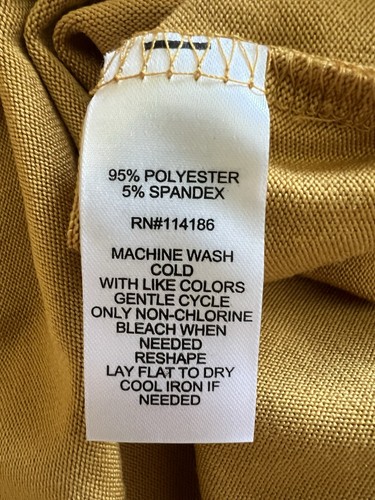 95% POLYESTER
5% SPANDEX
RN#114186
MACHINE WASH
COLD
WITH LIKE COLORS
GENTLE CYCLE
ONLY NON-CHLORINE
BLEACH WHEN
NEEDED
RESHAPE
LAY FLAT TO DRY
COOL IRON IF
NEEDED